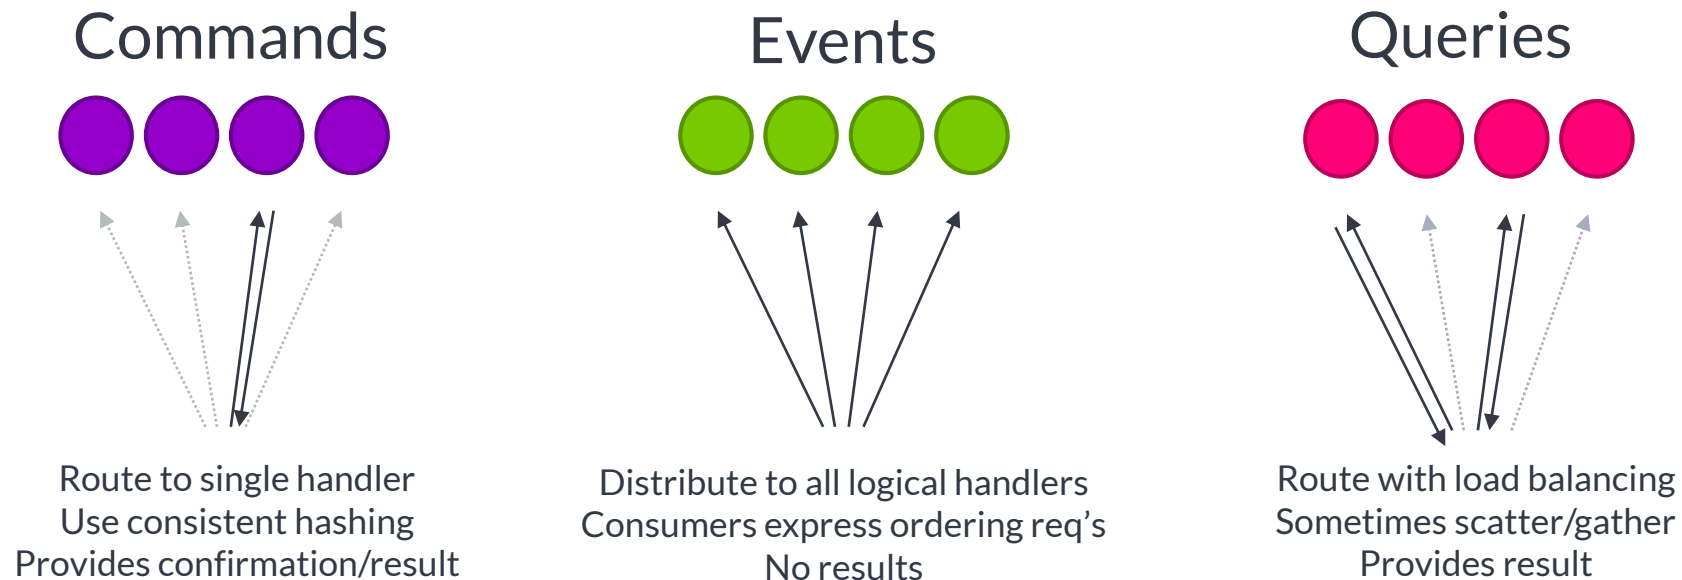 Commands
Route to single handler
Use consistent hashing
Provides confirmation/result
Events
Distribute to all logical handlers
Consumers express ordering req’s
No results
Queries
Route with load balancing
Sometimes scatter/gather
Provides result